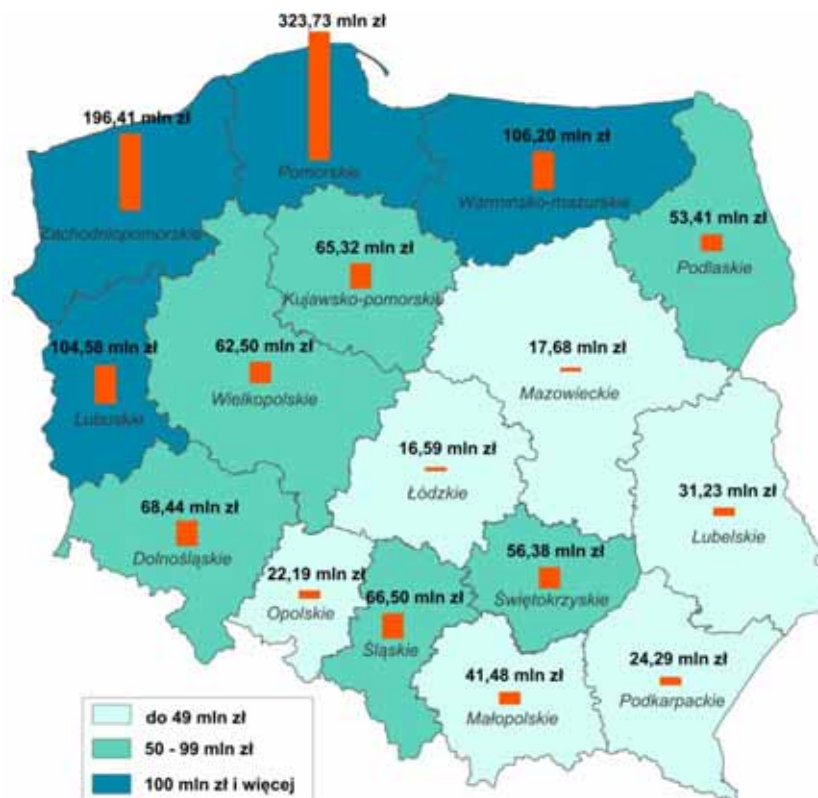 323,73 mln zł
Pomorskie
196,41 mln zł
Zachodniopomorskie
106,20 mln zł
Warmińsko-mazurskie
53,41 mln zł
Podlaskie
65,32 mln zł
Kujawsko-pomorskie
104,58 mln zł
Lubuskie
62,50 mln zł
Wielkopolskie
17,68 mln zł
Mazowieckie
16,59 mln zł
Łódzkie
31,23 mln zł
Lubelskie
68,44 mln zł
Dolnośląskie
22,19 mln zł
Opolskie
66,50 mln zł
Śląskie
56,38 mln zł
Świętokrzyskie
41,48 mln zł
Małopolskie
24,29 mln zł
Podkarpackie
do 49 mln zł
50 - 99 mln zł
100 mln zł i więcej